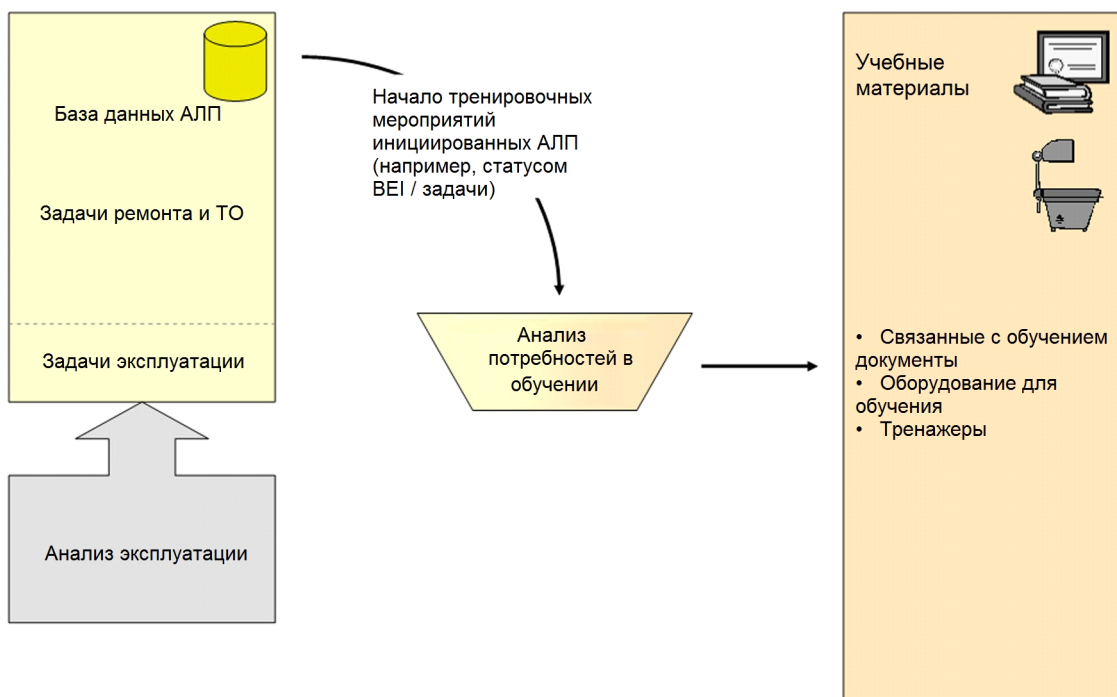 База данных АЛП
Задачи ремонта и ТО
Задачи эксплуатации
Анализ эксплуатации
Начало тренировочных
мероприятий
инициированных АЛП
(например, статусом
BEI / задачи)
Анализ
потребностей в
обучении
Учебные
материалы
• Связанные с обучением
документы
• Оборудование для
обучения
• Тренажеры